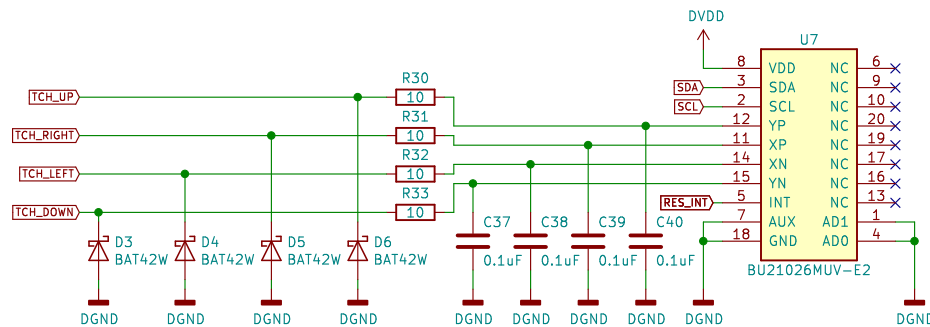 DVDD
U7
8 VDD NC 6
R30
TCH_UP 10 SDA 3 SDA NC 9
SCL 2 SCL NC 10
R31
TCH_RIGHT 10 12 YP NC 20
11 XP NC 19
R32
TCH_LEFT 10 14 XN NC 17
15 YN NC 16
R33
TCH_DOWN 10 RES_INT 5 INT NC 13
C37 C38 C39 C40 7 AUX AD1 1
D3 D4 D5 D6 18 GND AD0 4
BAT42W BAT42W BAT42W BAT42W 0.1uF 0.1uF 0.1uF 0.1uF
BU21026MUV-E2
DGND DGND DGND DGND DGND DGND DGND DGND DGND DGND